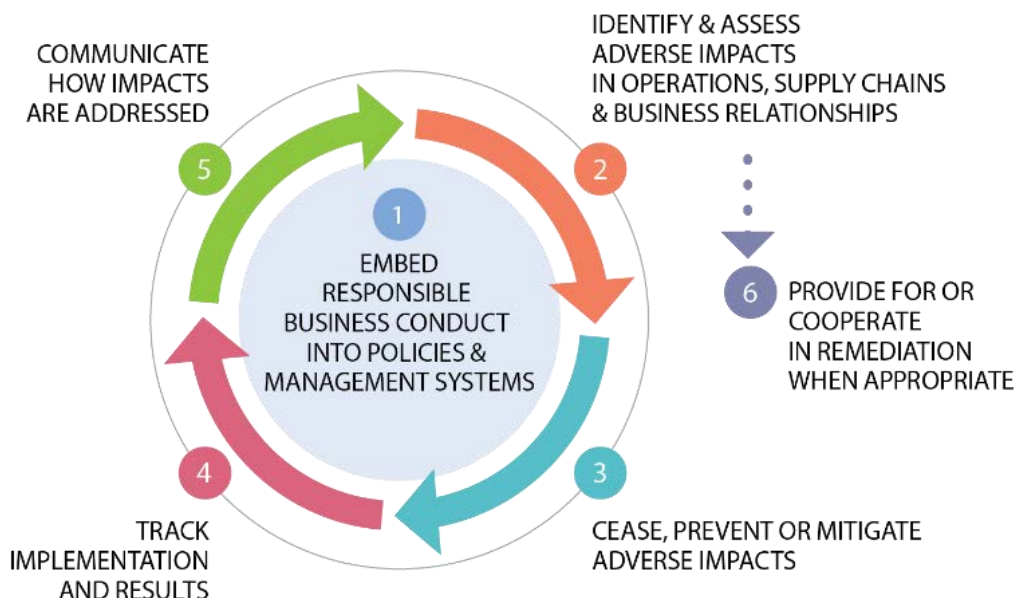 1
EMBED
RESPONSIBLE
BUSINESS CONDUCT
INTO POLICIES &
MANAGEMENT SYSTEMS
2
IDENTIFY & ASSESS
ADVERSE IMPACTS
IN OPERATIONS, SUPPLY CHAINS
& BUSINESS RELATIONSHIPS
3
CEASE, PREVENT OR MITIGATE
ADVERSE IMPACTS
4
TRACK
IMPLEMENTATION
AND RESULTS
5
COMMUNICATE
HOW IMPACTS
ARE ADDRESSED
6
PROVIDE FOR OR
COOPERATE
IN REMEDIATION
WHEN APPROPRIATE